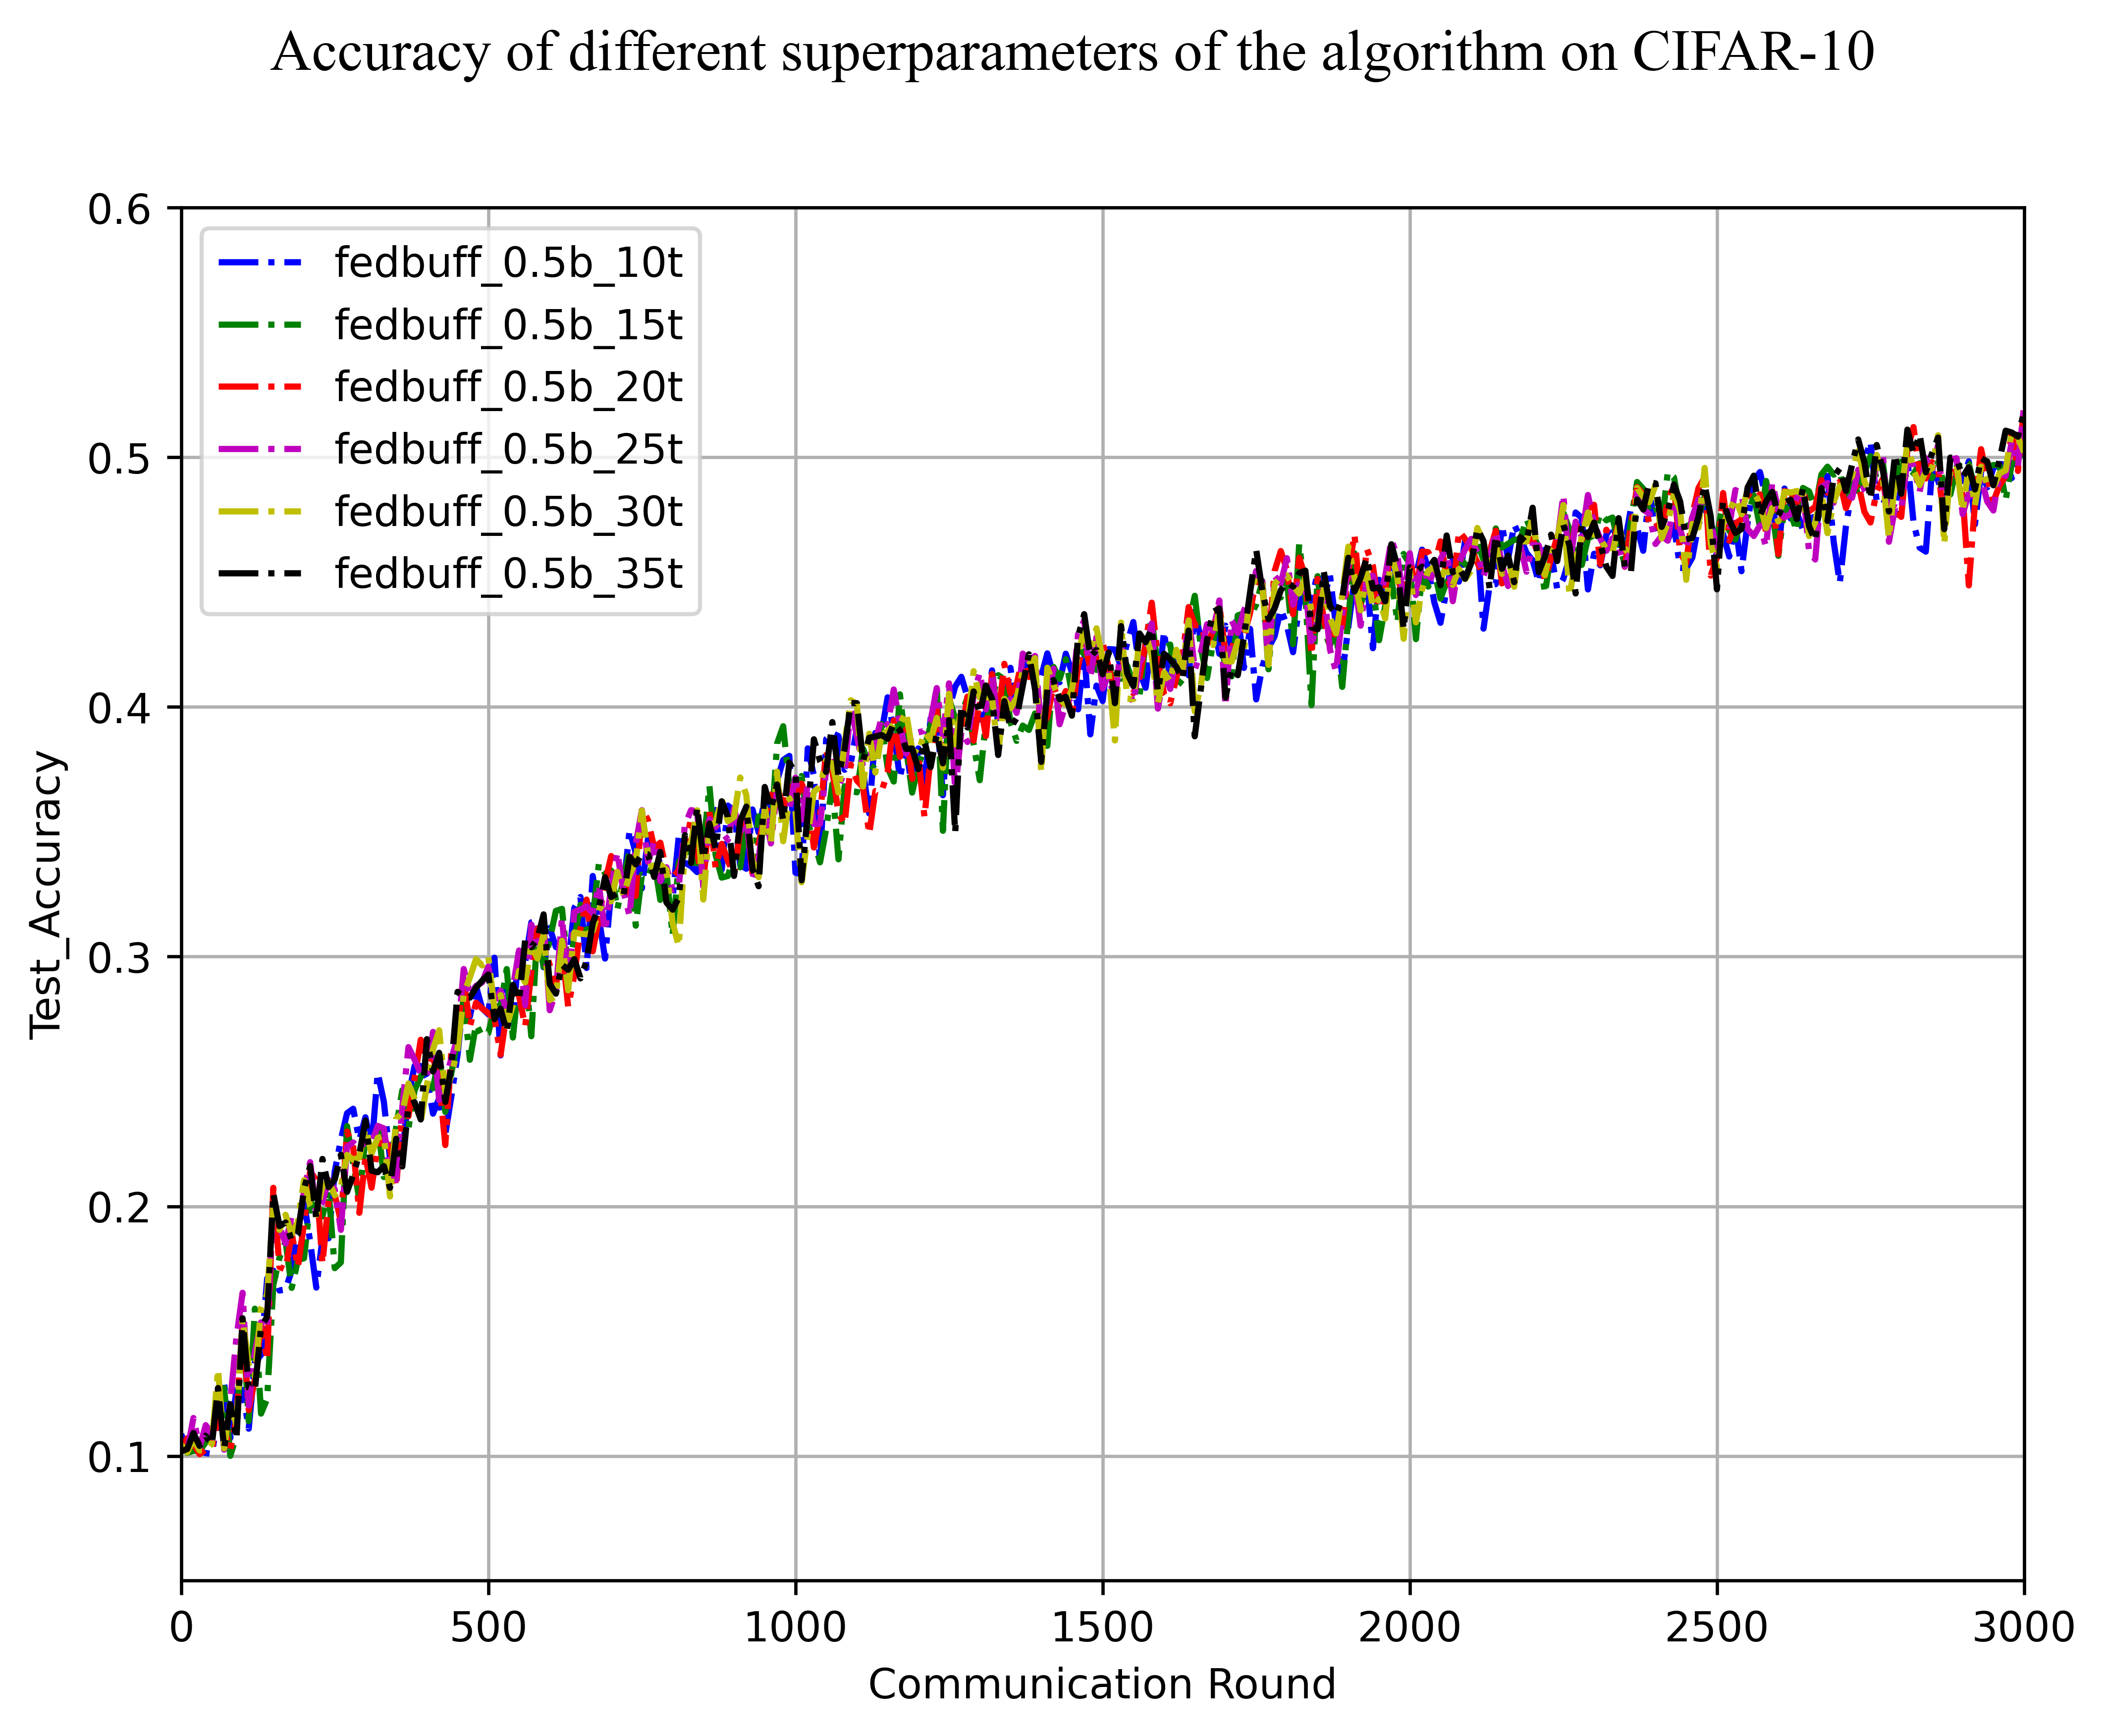 Accuracy of different superparameters of the algorithm on CIFAR-10
0.6
0.5
0.4
0.3
0.2
0.1
Test_Accuracy
fedbuff_0.5b_10t
fedbuff_0.5b_15t
fedbuff_0.5b_20t
fedbuff_0.5b_25t
fedbuff_0.5b_30t
fedbuff_0.5b_35t
0 500 1000 1500 2000 2500 3000
Communication Round